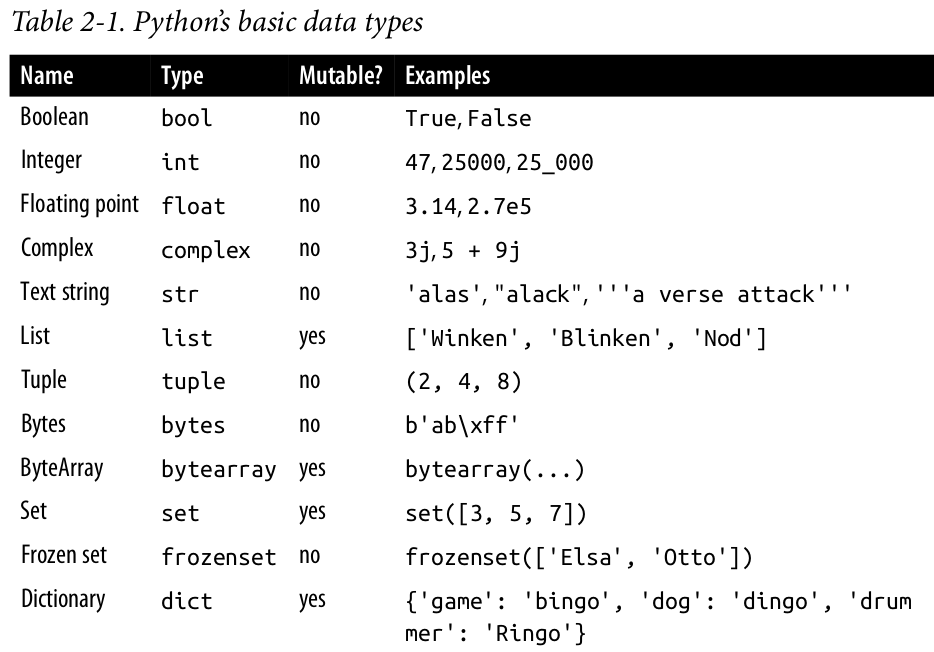 Table 2-1. Python’s basic data types
Name Type Mutable? Examples
Boolean bool no True, False
Integer int no 47, 25000, 25_000
Floating point float no 3.14, 2.7e5
Complex complex no 3j, 5 + 9j
Text string str no 'alas', "alack", '''a verse attack'''
List list yes ['Winken', 'Blinken', 'Nod']
Tuple tuple no (2, 4, 8)
Bytes bytes no b'ab\xff'
ByteArray bytearray yes bytearray(...)
Set set yes set([3, 5, 7])
Frozen set frozenset no frozenset(['Elsa', 'Otto'])
Dictionary dict yes {'game': 'bingo', 'dog': 'dingo', 'drum
mer': 'Ringo'}